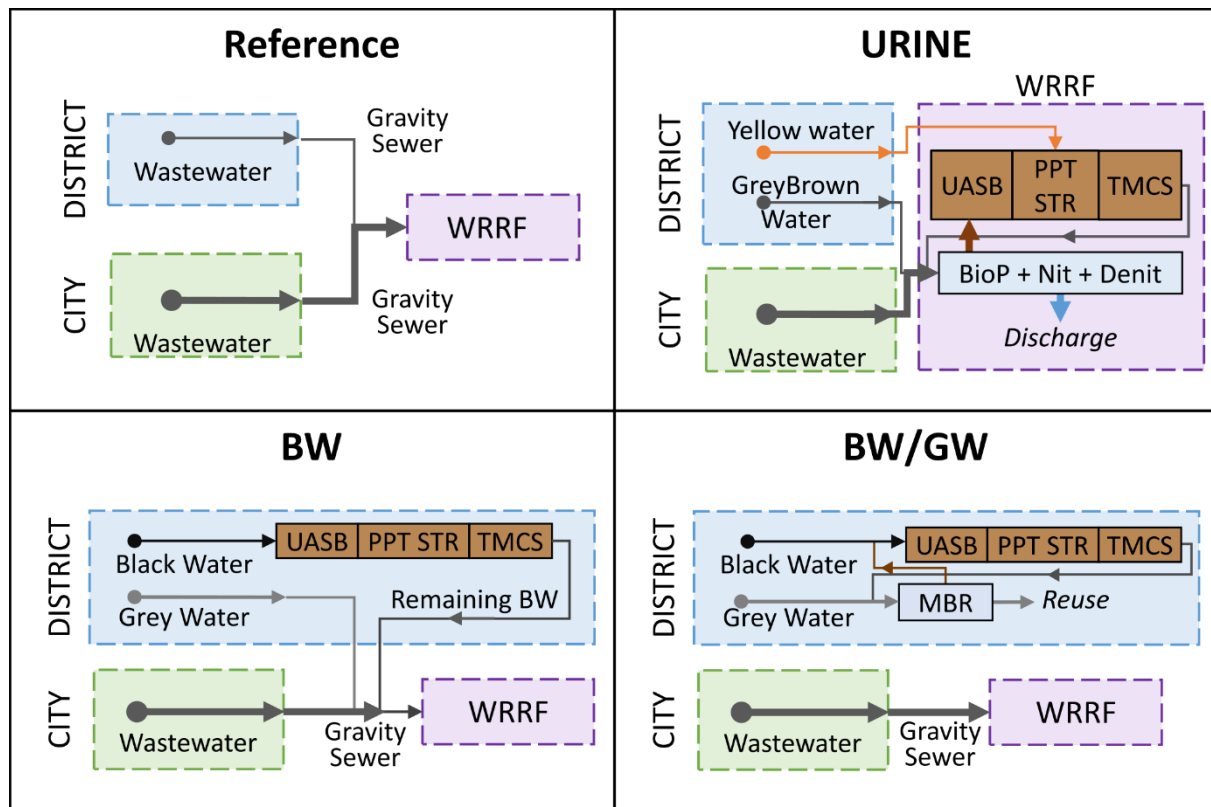 Reference
DISTRICT
Wastewater
Gravity
Sewer
WRRF
CITY
Wastewater
Gravity
Sewer
URINE
WRRF
DISTRICT
Yellow water
GreyBrown
Water
UASB
PPT
STR
TMCS
BioP + Nit + Denit
Discharge
CITY
Wastewater
BW
DISTRICT
Black Water
UASB
PPT STR
TMCS
Grey Water
Remaining BW
CITY
Wastewater
Gravity
Sewer
WRRF
BW/GW
DISTRICT
Black Water
UASB
PPT STR
TMCS
Grey Water
MBR
Reuse
CITY
Wastewater
Gravity
Sewer
WRRF